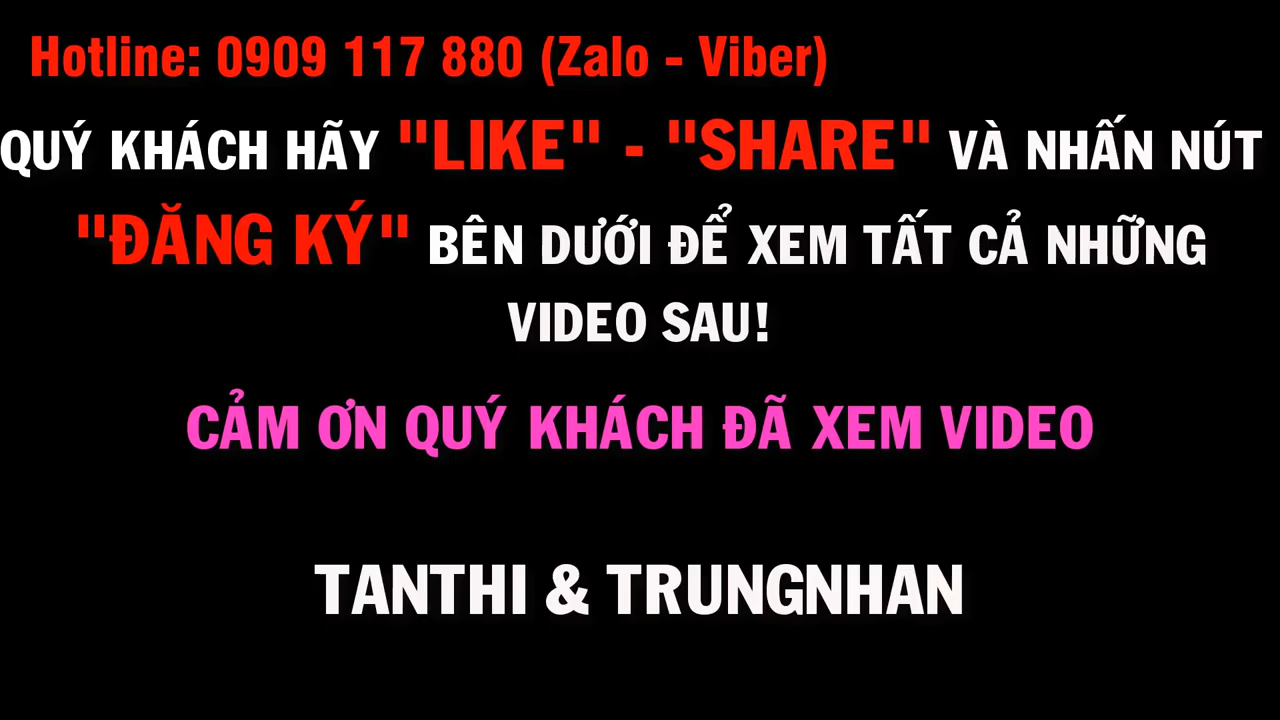 Hotline: 0909 117 880 (Zalo - Viber)
QUÝ KHÁCH HÃY "LIKE" - "SHARE" VÀ NHẤN NÚT
"ĐĂNG KÝ" BÊN DƯỚI ĐỂ XEM TẤT CẢ NHỮNG
VIDEO SAU!
CẢM ƠN QUÝ KHÁCH ĐÃ XEM VIDEO
TANTHI & TRUNGNHAN